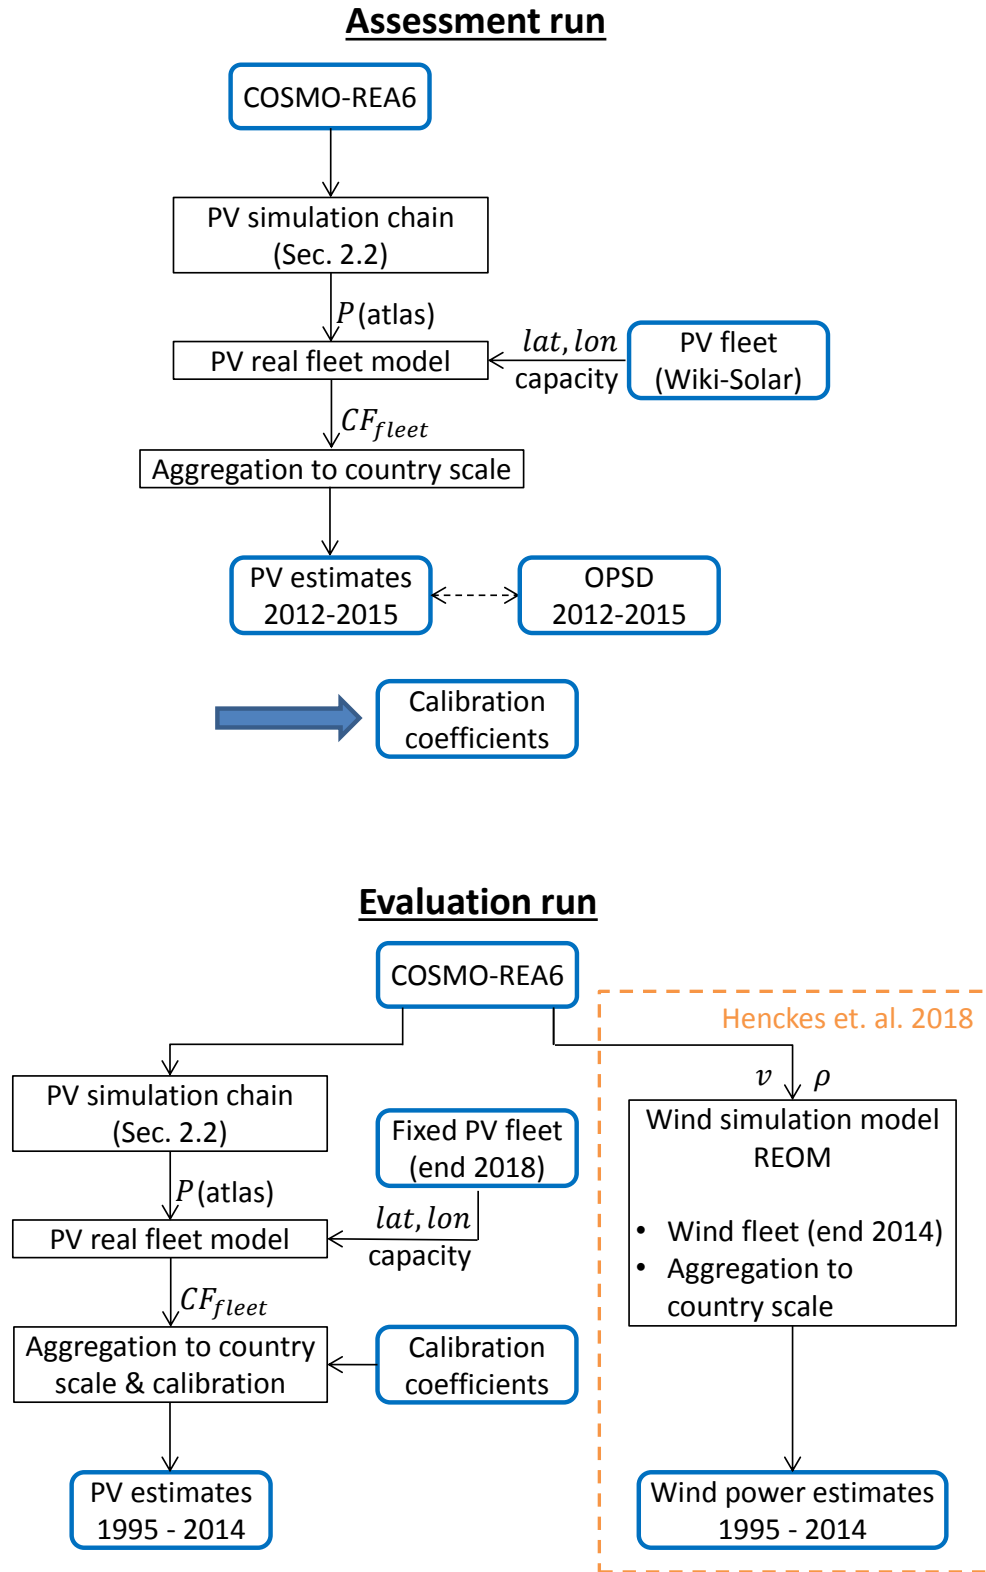 Assessment run
COSMO-REA6
PV simulation chain
(Sec. 2.2)
P(atlas)
PV real fleet model
lat, lon
capacity
PV fleet
(Wiki-Solar)
CF_fleet
Aggregation to country scale
PV estimates
2012-2015
OPSD
2012-2015
Calibration
coefficients
Evaluation run
COSMO-REA6
Henckes et. al. 2018
PV simulation chain
(Sec. 2.2)
P(atlas)
PV real fleet model
Fixed PV fleet
(end 2018)
lat, lon
capacity
CF_fleet
Aggregation to country
scale & calibration
Calibration
coefficients
PV estimates
1995 - 2014
v ρ
Wind simulation model
REOM
• Wind fleet (end 2014)
• Aggregation to
country scale
Wind power estimates
1995 - 2014